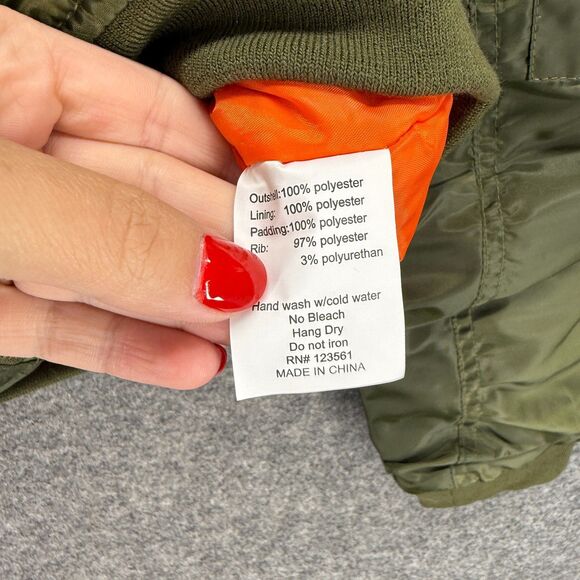 Outshell:100% polyester
Lining: 100% polyester
Padding:100% polyester
Rib: 97% polyester
3% polyurethan
Hand wash w/cold water
No Bleach
Hang Dry
Do not iron
RN# 123561
MADE IN CHINA